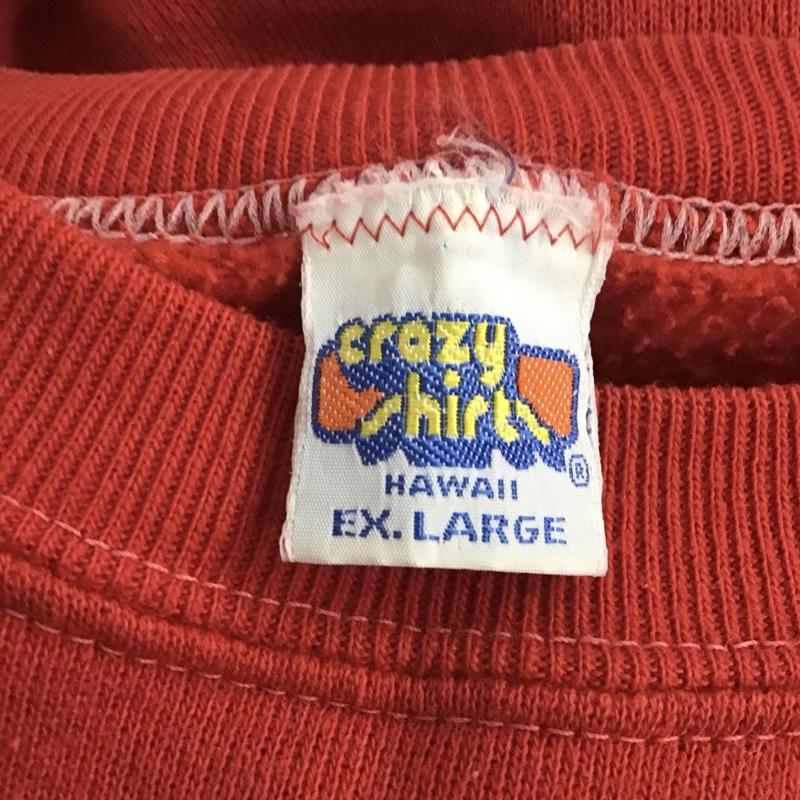 crazy
shirts
®
HAWAII
EX. LARGE